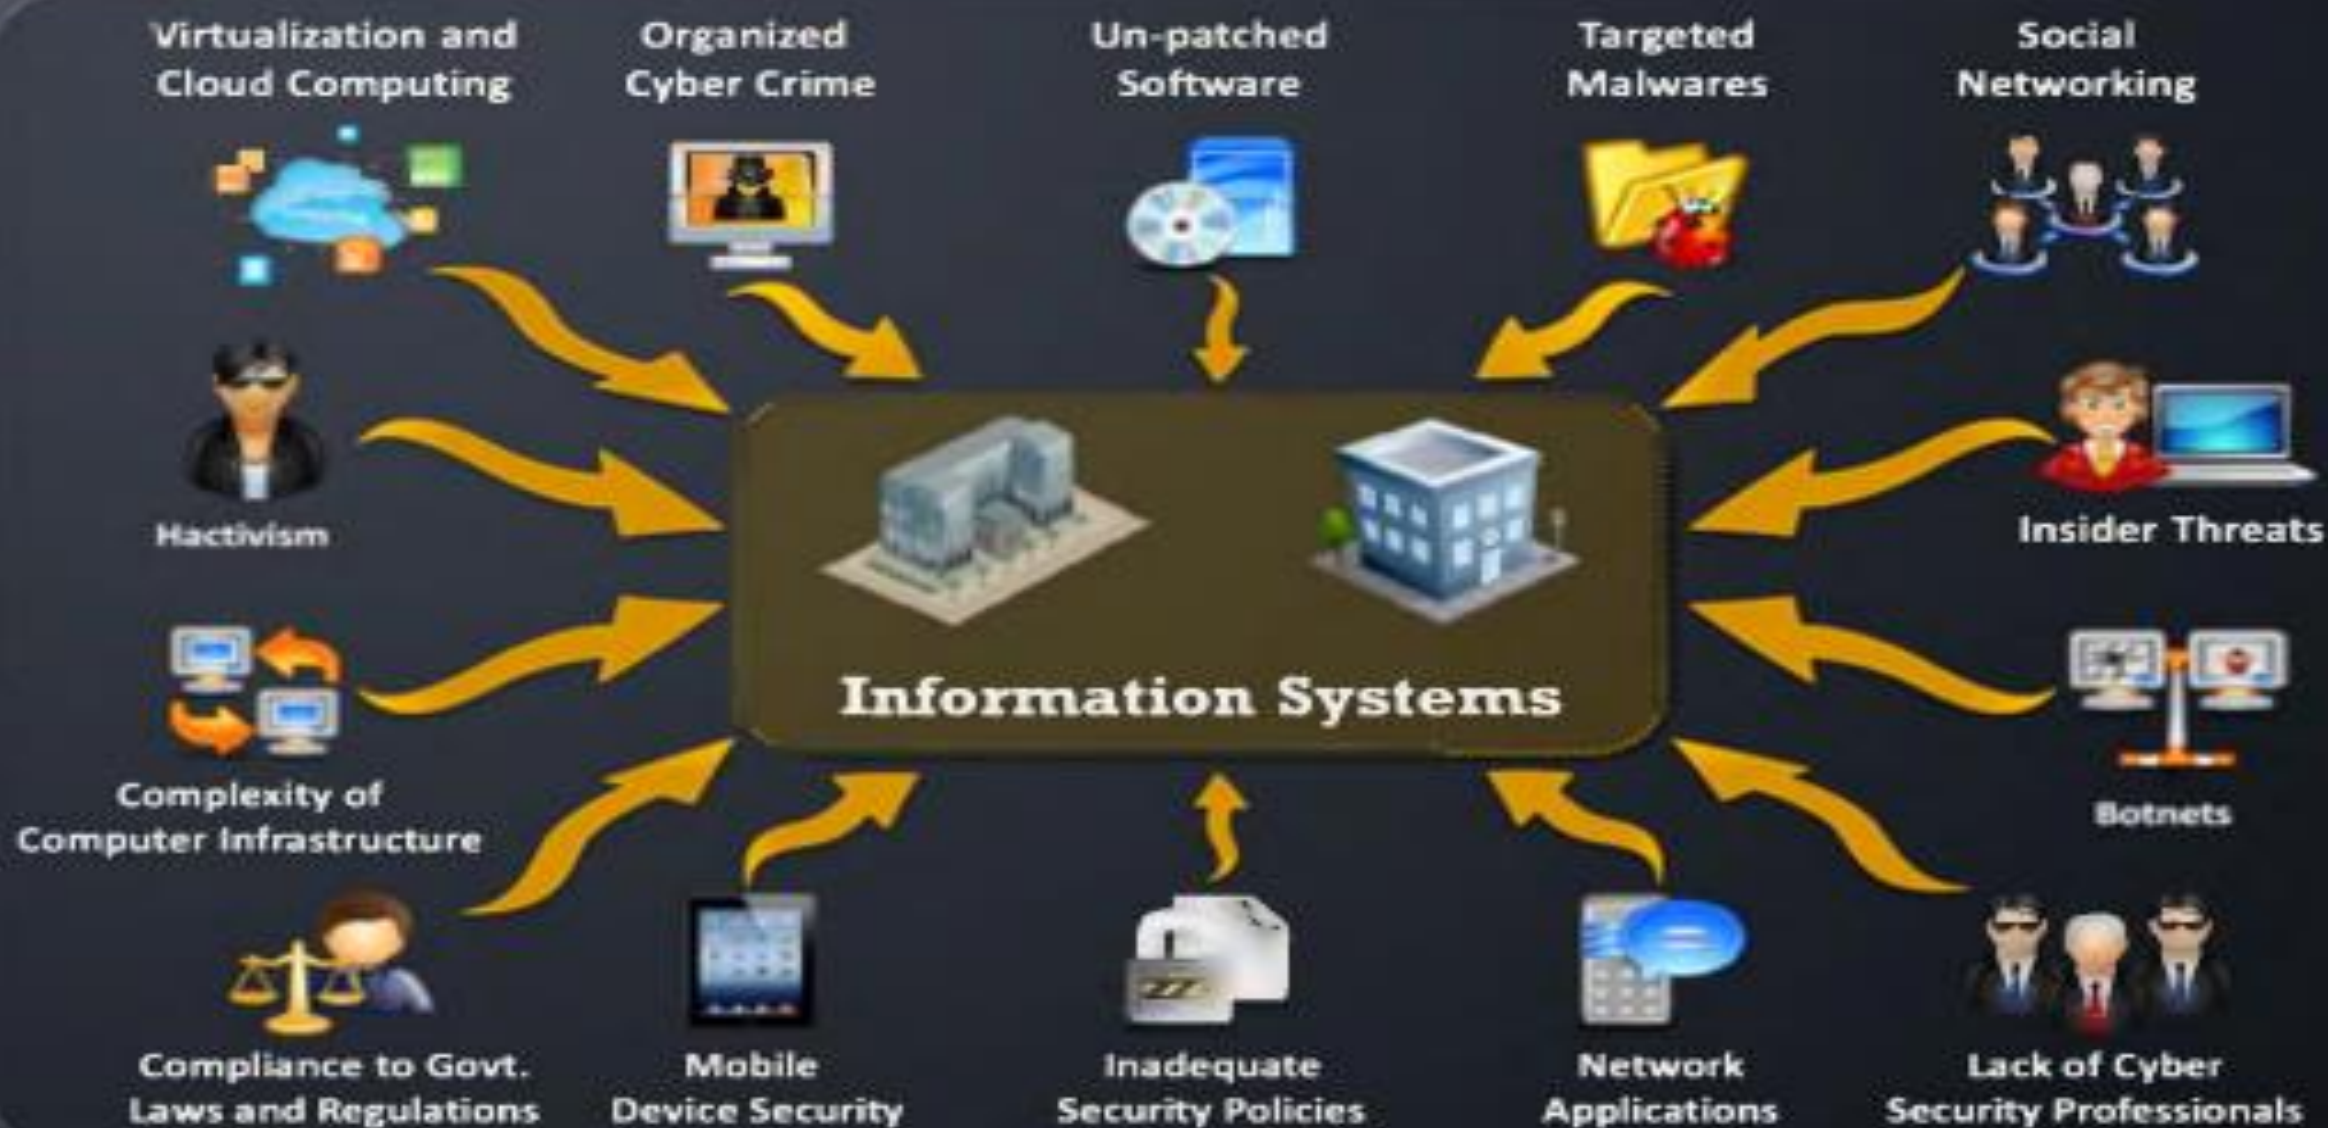 Virtualization and
Cloud Computing
Organized
Cyber Crime
Un-patched
Software
Targeted
Malwares
Social
Networking
Hactivism
Insider Threats
Information Systems
Complexity of
Computer Infrastructure
Botnets
Compliance to Govt.
Laws and Regulations
Mobile
Device Security
Inadequate
Security Policies
Network
Applications
Lack of Cyber
Security Professionals